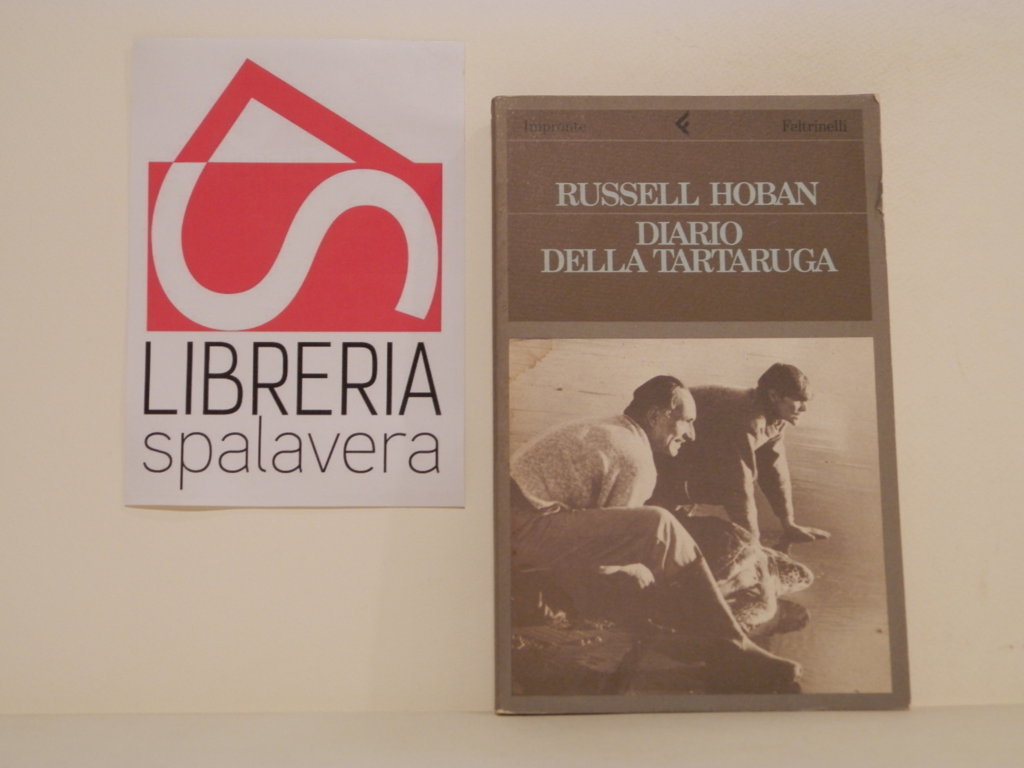 LIBRERIA
spalavera
Impronte
Feltrinelli
RUSSELL HOBAN
DIARIO
DELLA TARTARUGA